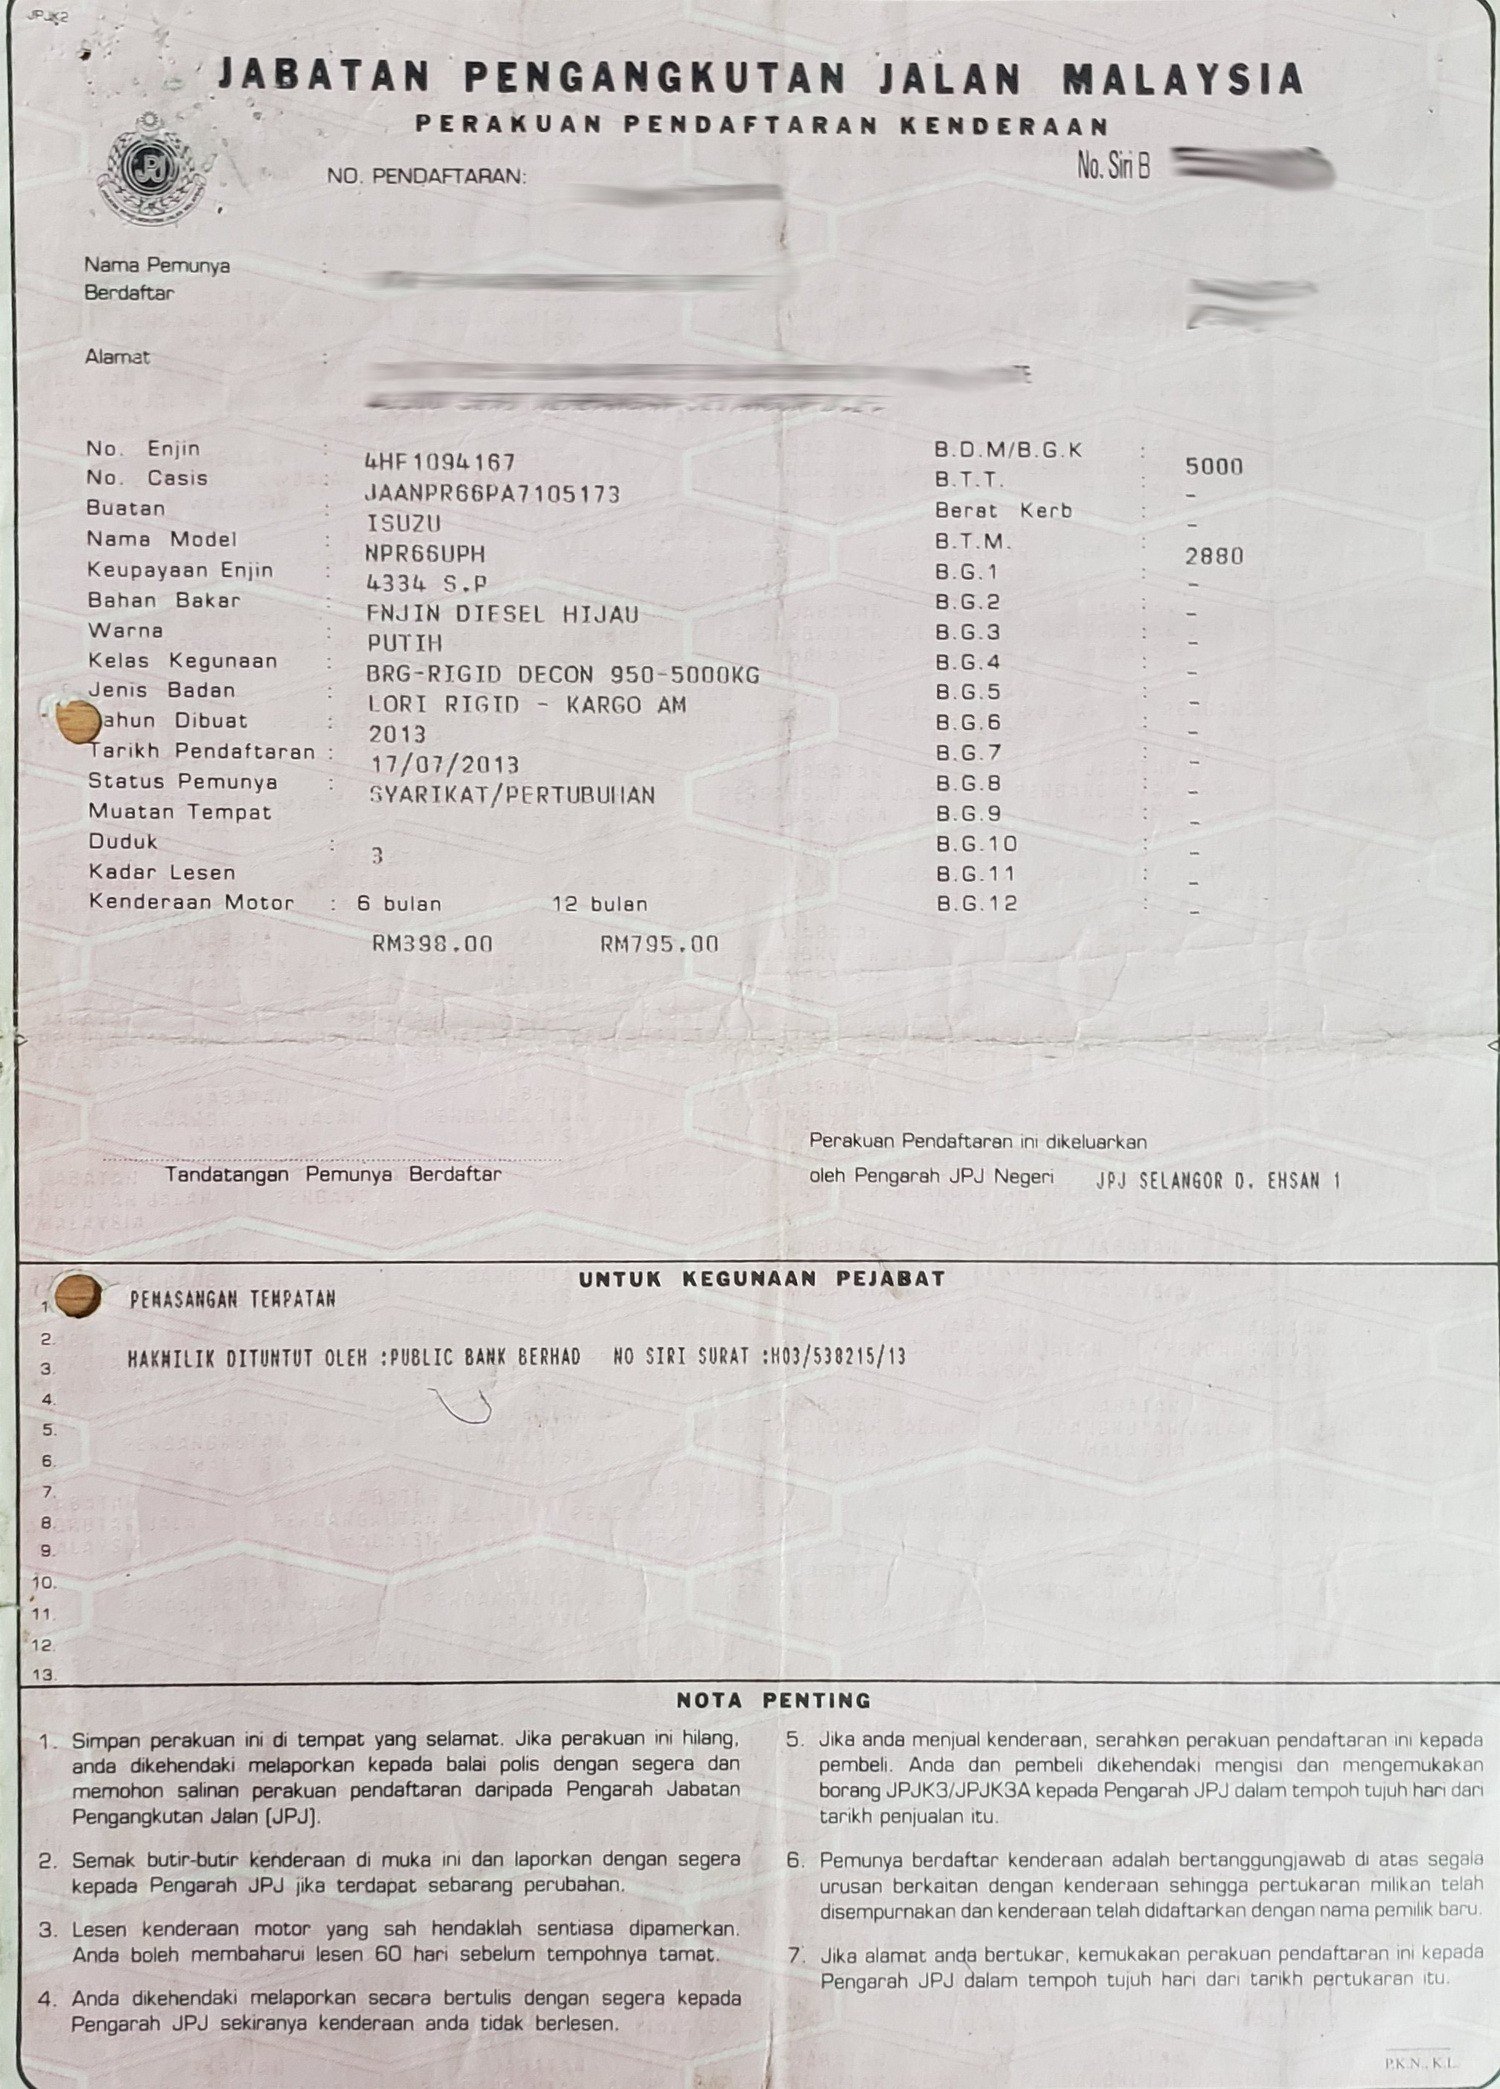 JPJK2
JABATAN PENGANGKUTAN JALAN MALAYSIA
PERAKUAN PENDAFTARAN KENDERAAN
JPJ
NO. PENDAFTARAN:
No. Siri B
Nama Pemunya :
Berdaftar
Alamat :
No. Enjin : 4HF1094167
No. Casis : JAANPR66PA7105173
Buatan : ISUZU
Nama Model : NPR66UPH
Keupayaan Enjin : 4334 S.P
Bahan Bakar : ENJIN DIESEL HIJAU
Warna : PUTIH
Kelas Kegunaan : BRG-RIGID DECON 950-5000KG
Jenis Badan : LORI RIGID - KARGO AM
ahun Dibuat : 2013
Tarikh Pendaftaran : 17/07/2013
Status Pemunya : SYARIKAT/PERTUBUHAN
Muatan Tempat
Duduk : 3
Kadar Lesen
Kenderaan Motor : 6 bulan 12 bulan
RM398.00 RM795.00
B.D.M/B.G.K : 5000
B.T.T. : -
Berat Kerb : -
B.T.M. : 2880
B.G.1 : -
B.G.2 : -
B.G.3 : -
B.G.4 : -
B.G.5 : -
B.G.6 : -
B.G.7 : -
B.G.8 : -
B.G.9 : -
B.G.10 : -
B.G.11 : -
B.G.12 : -
Tandatangan Pemunya Berdaftar
Perakuan Pendaftaran ini dikeluarkan
oleh Pengarah JPJ Negeri JPJ SELANGOR D. EHSAN 1
UNTUK KEGUNAAN PEJABAT
1. PEMASANGAN TEMPATAN
2.
3. HAKMILIK DITUNTUT OLEH :PUBLIC BANK BERHAD NO SIRI SURAT :H03/538215/13
4.
5.
6.
7.
8.
9.
10.
11.
12.
13.
NOTA PENTING
1. Simpan perakuan ini di tempat yang selamat. Jika perakuan ini hilang,
anda dikehendaki melaporkan kepada balai polis dengan segera dan
memohon salinan perakuan pendaftaran daripada Pengarah Jabatan
Pengangkutan Jalan (JPJ).
2. Semak butir-butir kenderaan di muka ini dan laporkan dengan segera
kepada Pengarah JPJ jika terdapat sebarang perubahan.
3. Lesen kenderaan motor yang sah hendaklah sentiasa dipamerkan.
Anda boleh membaharui lesen 60 hari sebelum tempohnya tamat.
4. Anda dikehendaki melaporkan secara bertulis dengan segera kepada
Pengarah JPJ sekiranya kenderaan anda tidak berlesen.
5. Jika anda menjual kenderaan, serahkan perakuan pendaftaran ini kepada
pembeli. Anda dan pembeli dikehendaki mengisi dan mengemukakan
borang JPJK3/JPJK3A kepada Pengarah JPJ dalam tempoh tujuh hari dari
tarikh penjualan itu.
6. Pemunya berdaftar kenderaan adalah bertanggungjawab di atas segala
urusan berkaitan dengan kenderaan sehingga pertukaran milikan telah
disempurnakan dan kenderaan telah didaftarkan dengan nama pemilik baru.
7. Jika alamat anda bertukar, kemukakan perakuan pendaftaran ini kepada
Pengarah JPJ dalam tempoh tujuh hari dari tarikh pertukaran itu.
P.K.N., K.L.